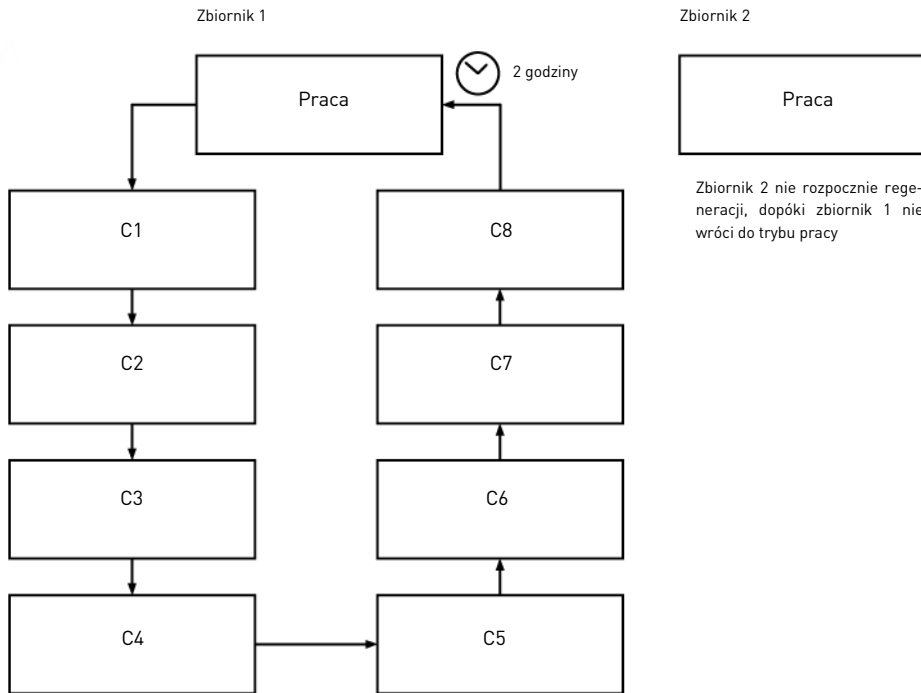 Zbiornik 1
Zbiornik 2
Praca
2 godziny
Praca
Zbiornik 2 nie rozpocznie rege-
neracji, dopóki zbiornik 1 nie
wróci do trybu pracy
C1
C8
C2
C7
C3
C6
C4
C5